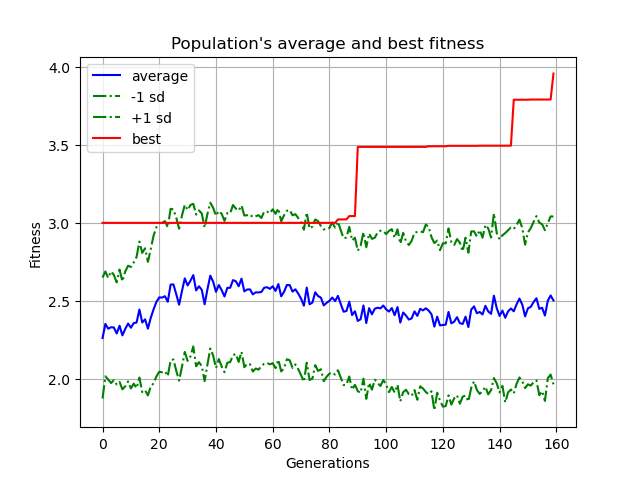 Population's average and best fitness
average
-1 sd
+1 sd
best
4.0
3.5
3.0
2.5
2.0
Fitness
0 20 40 60 80 100 120 140 160
Generations